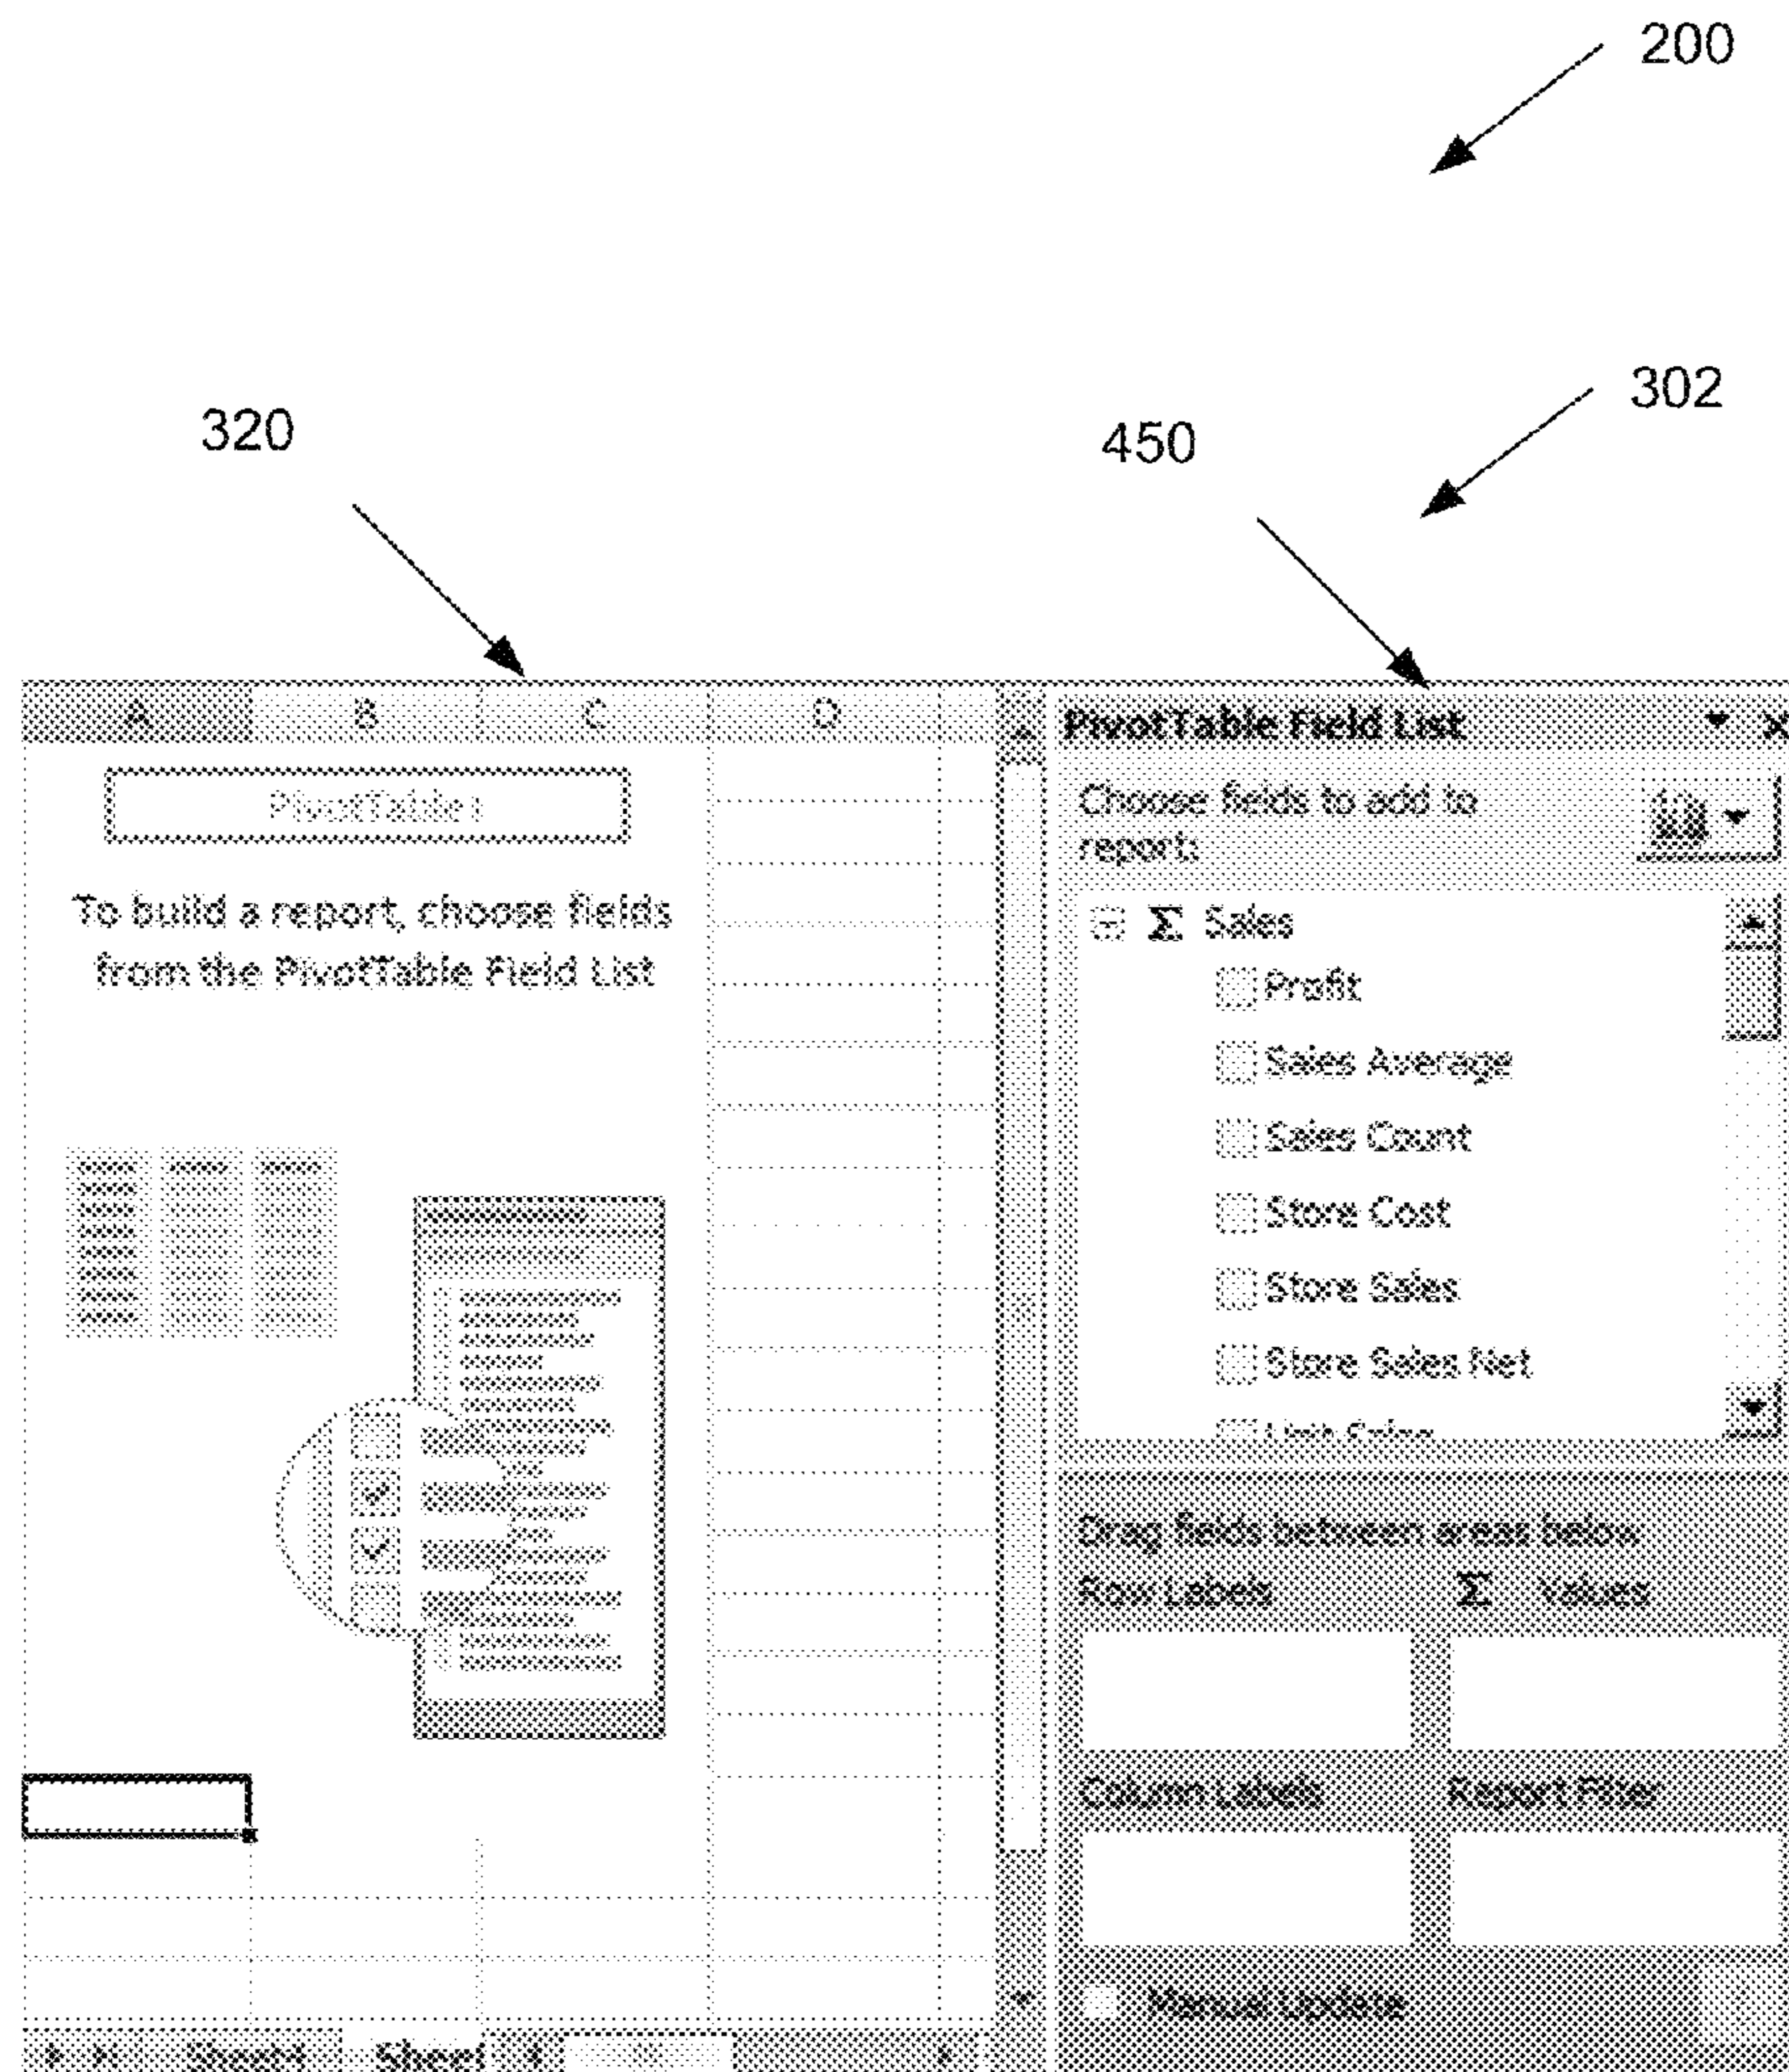 200
302
320
450
A B C D
PivotTable1
To build a report, choose fields
from the PivotTable Field List
PivotTable Field List
Choose fields to add to
report:
Σ Sales
Profit
Sales Average
Sales Count
Store Cost
Store Sales
Store Sales Net
Drag fields between areas below
Row Labels Σ Values
Column Labels Report Filter
Manual Update
Sheet4 Sheet